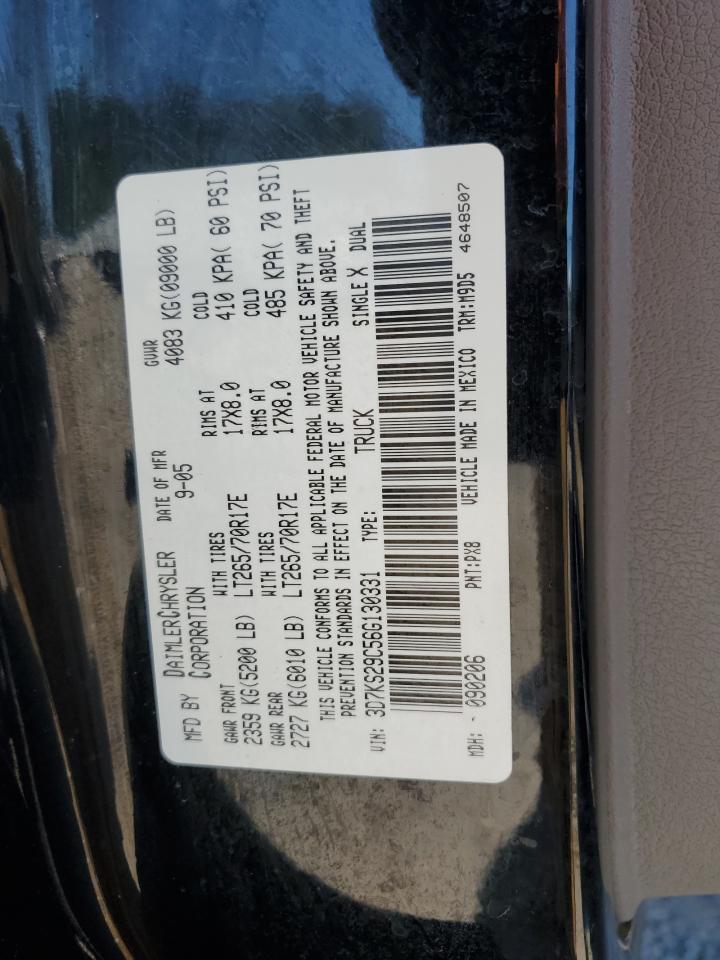 MFD BY DAIMLERCHRYSLER CORPORATION DATE OF MFR 9-05 GVWR 4083 KG(09000 LB)
GAWR FRONT WITH TIRES RIMS AT COLD
2359 KG(5200 LB) LT265/70R17E 17X8.0 410 KPA( 60 PSI)
GAWR REAR WITH TIRES RIMS AT COLD
2727 KG(6010 LB) LT265/70R17E 17X8.0 485 KPA( 70 PSI)
THIS VEHICLE CONFORMS TO ALL APPLICABLE FEDERAL MOTOR VEHICLE SAFETY AND THEFT
PREVENTION STANDARDS IN EFFECT ON THE DATE OF MANUFACTURE SHOWN ABOVE.
VIN: 3D7KS29C56G130331 TYPE: TRUCK SINGLE X DUAL
MDH: - 090206 PNT:PX8 VEHICLE MADE IN MEXICO TRM:M9D5 4648507